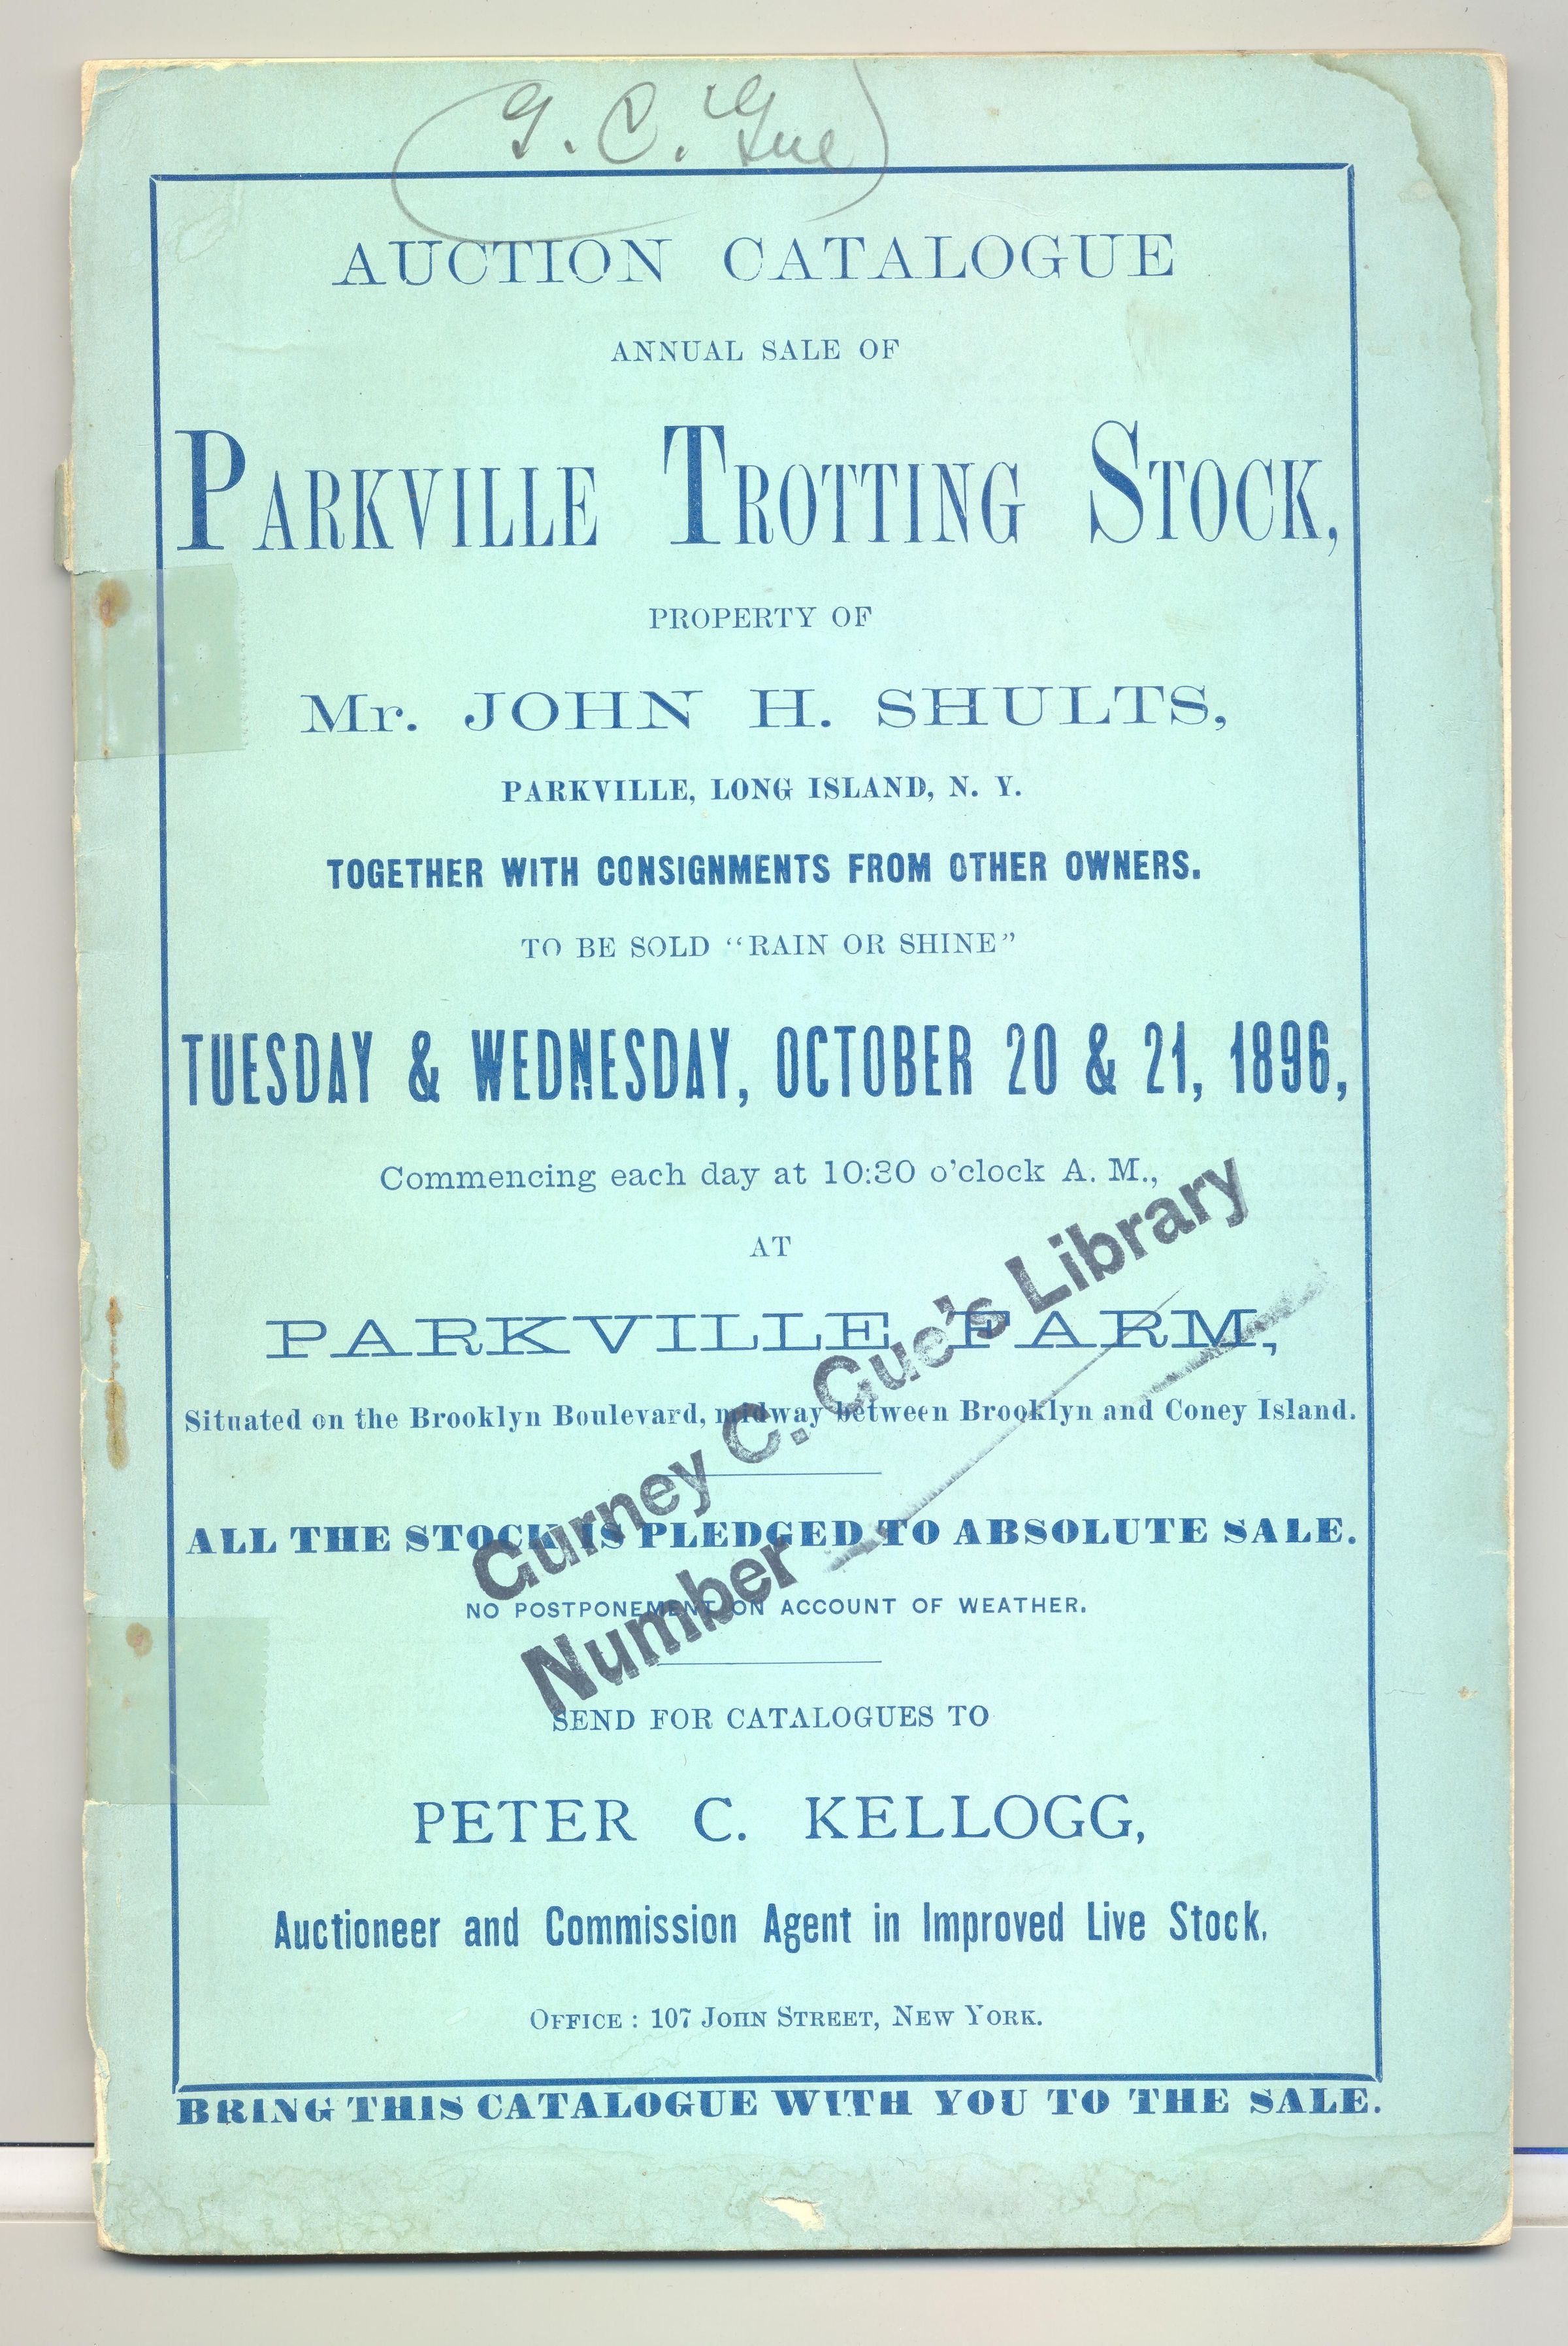 G. C. Gue
AUCTION CATALOGUE
ANNUAL SALE OF
PARKVILLE TROTTING STOCK,
PROPERTY OF
Mr. JOHN H. SHULTS,
PARKVILLE, LONG ISLAND, N. Y.
TOGETHER WITH CONSIGNMENTS FROM OTHER OWNERS.
TO BE SOLD “RAIN OR SHINE”
TUESDAY & WEDNESDAY, OCTOBER 20 & 21, 1896,
Commencing each day at 10:30 o’clock A. M.,
AT
PARKVILLE FARM,
Situated on the Brooklyn Boulevard, midway between Brooklyn and Coney Island.
Gurney C. Gue's Library
Number
ALL THE STOCK IS PLEDGED TO ABSOLUTE SALE.
NO POSTPONEMENT ON ACCOUNT OF WEATHER.
SEND FOR CATALOGUES TO
PETER C. KELLOGG,
Auctioneer and Commission Agent in Improved Live Stock.
OFFICE : 107 JOHN STREET, NEW YORK.
BRING THIS CATALOGUE WITH YOU TO THE SALE.